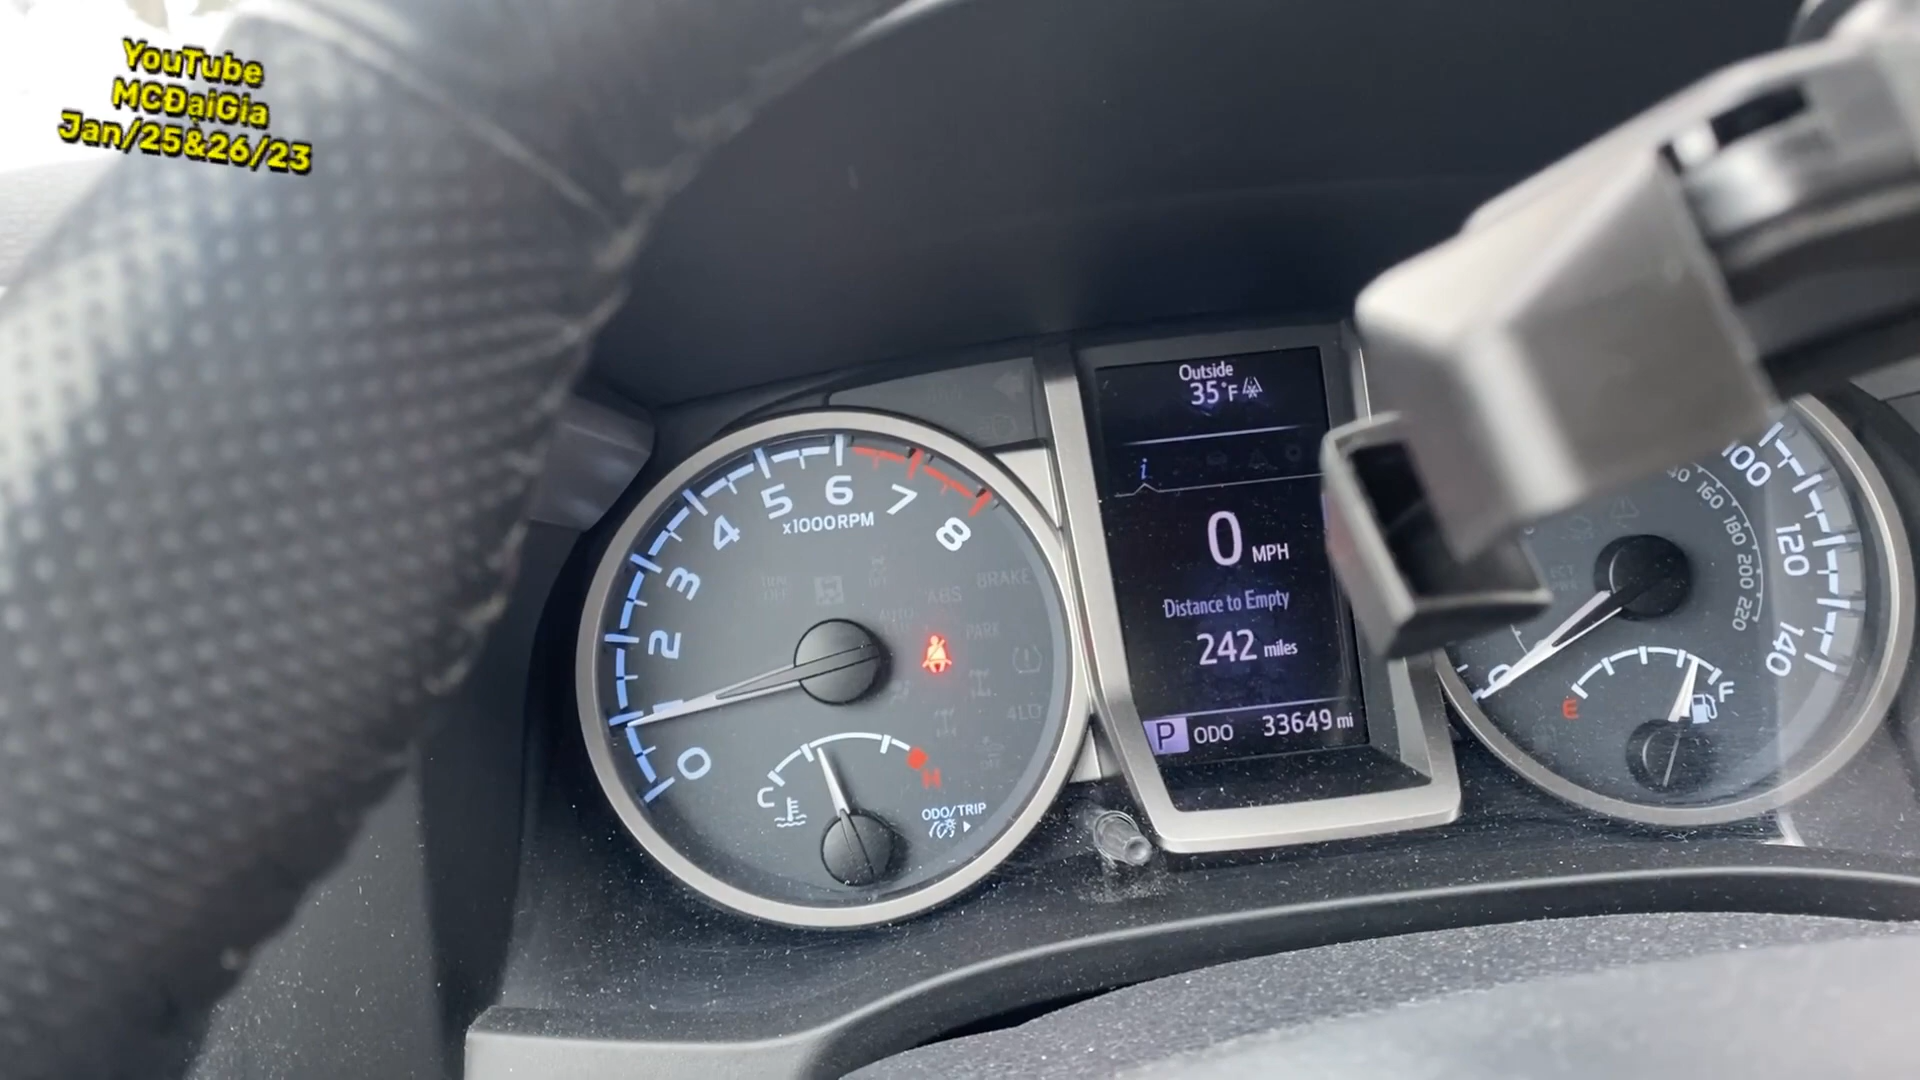 YouTube
MCĐạiGia
Jan/25&26/23
Outside
35°F
i
0 MPH
Distance to Empty
242 miles
P ODO 33649 mi
0 1 2 3 4 5 6 7 8
x1000RPM
ABS
BRAKE
PARK
4LO
C H
ODO/TRIP
0 100 120 140
160 180 200 220
E F